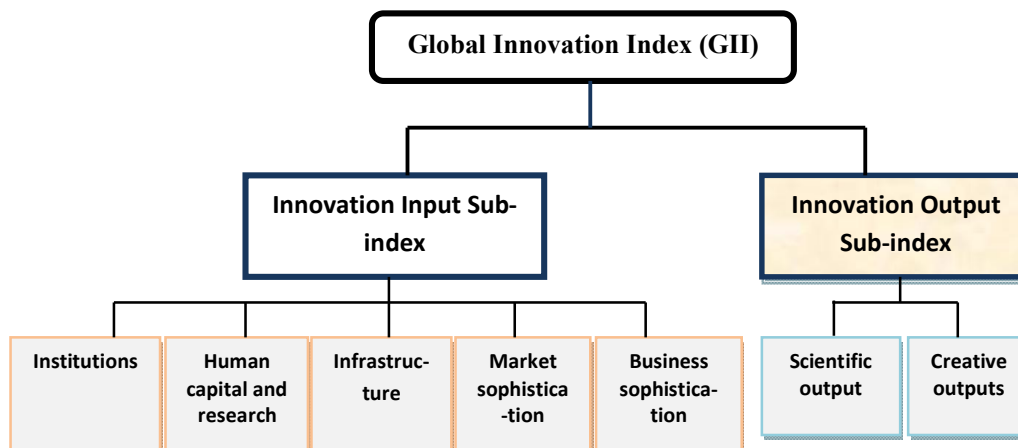 Global Innovation Index (GII)
Innovation Input Sub-
index
Innovation Output
Sub-index
Institutions
Human
capital and
research
Infrastruc-
ture
Market
sophistica
-tion
Business
sophistica-
tion
Scientific
output
Creative
outputs